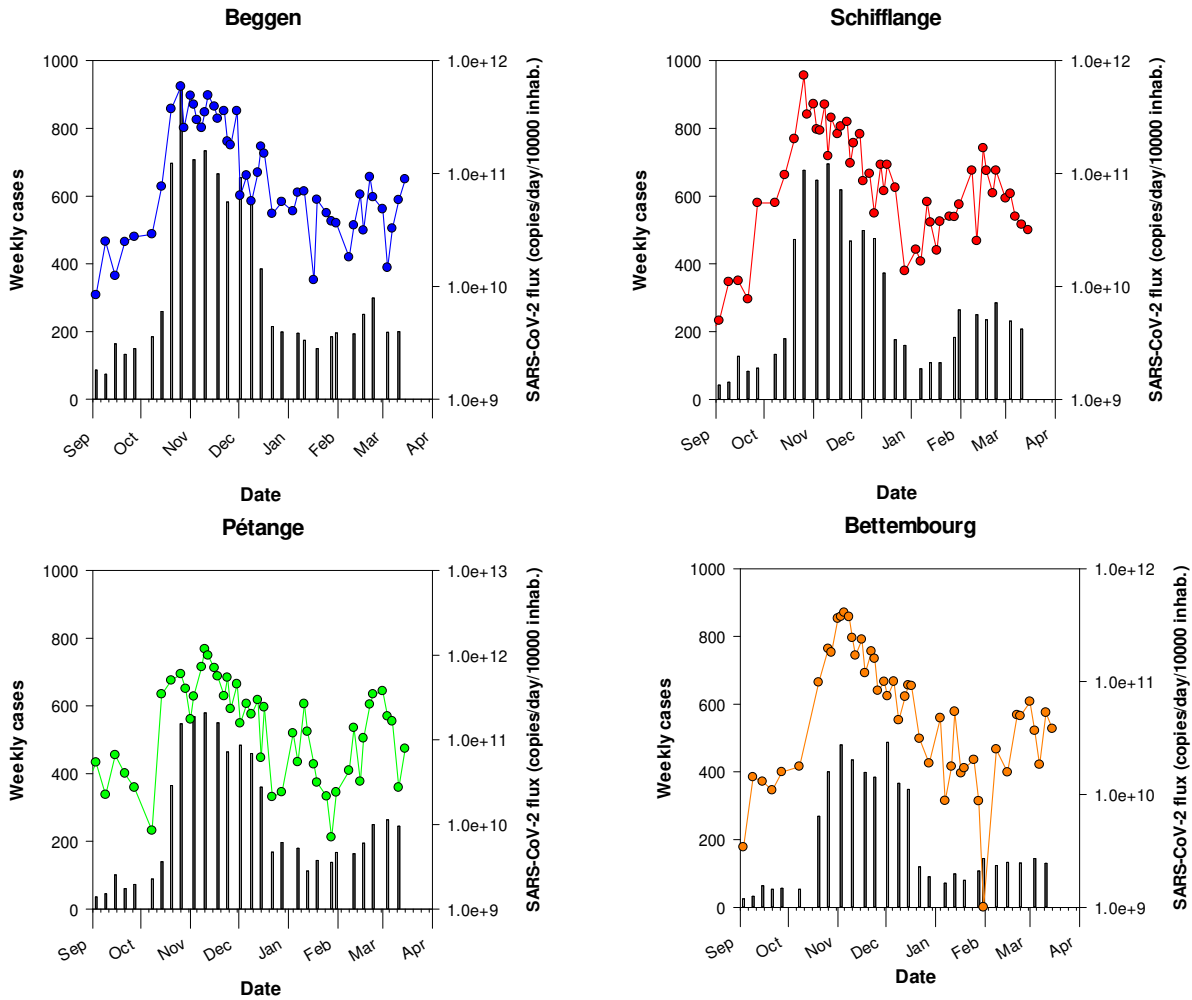 Beggen
Schifflange
1000
800
600
400
200
0
Weekly cases
1.0e+12
1.0e+11
1.0e+10
1.0e+9
SARS-CoV-2 flux (copies/day/10000 inhab.)
Sep Oct Nov Dec Jan Feb Mar Apr
Date
1000
800
600
400
200
0
Weekly cases
1.0e+12
1.0e+11
1.0e+10
1.0e+9
SARS-CoV-2 flux (copies/day/10000 inhab.)
Sep Oct Nov Dec Jan Feb Mar Apr
Date
Pétange
Bettembourg
1000
800
600
400
200
0
Weekly cases
1.0e+13
1.0e+12
1.0e+11
1.0e+10
1.0e+9
SARS-CoV-2 flux (copies/day/10000 inhab.)
Sep Oct Nov Dec Jan Feb Mar Apr
Date
1000
800
600
400
200
0
Weekly cases
1.0e+12
1.0e+11
1.0e+10
1.0e+9
SARS-CoV-2 flux (copies/day/10000 inhab.)
Sep Oct Nov Dec Jan Feb Mar Apr
Date